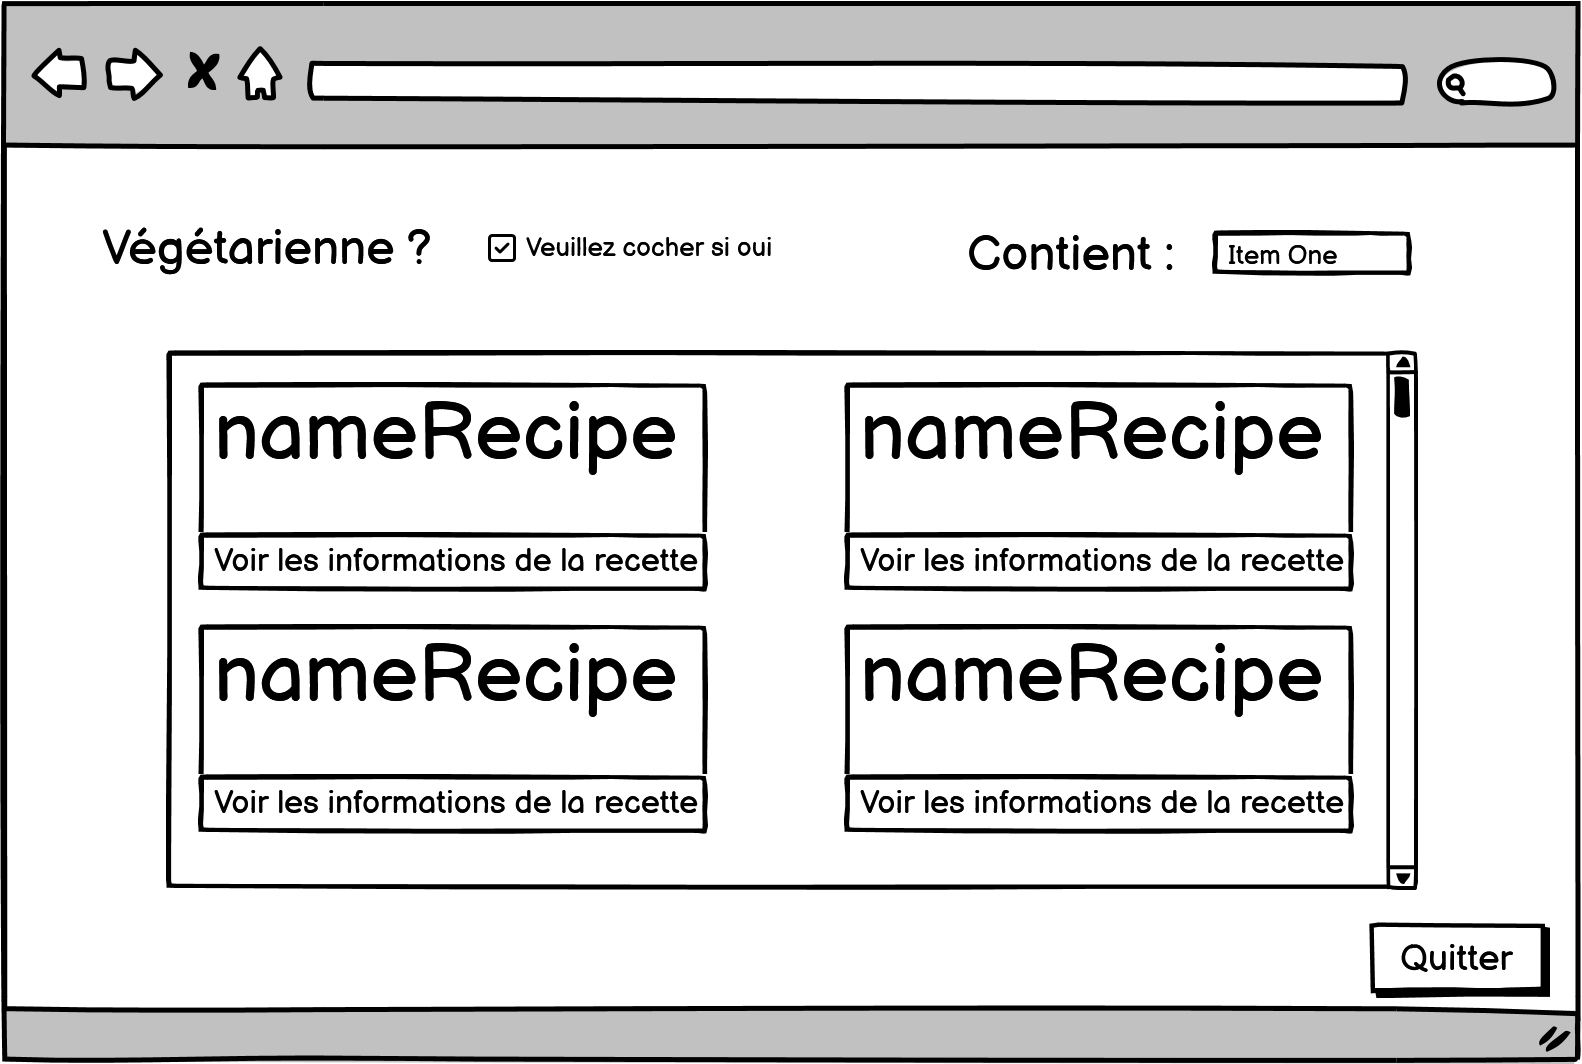 Végétarienne ?
Veuillez cocher si oui
Contient :
Item One
nameRecipe
nameRecipe
Voir les informations de la recette
Voir les informations de la recette
nameRecipe
nameRecipe
Voir les informations de la recette
Voir les informations de la recette
Quitter